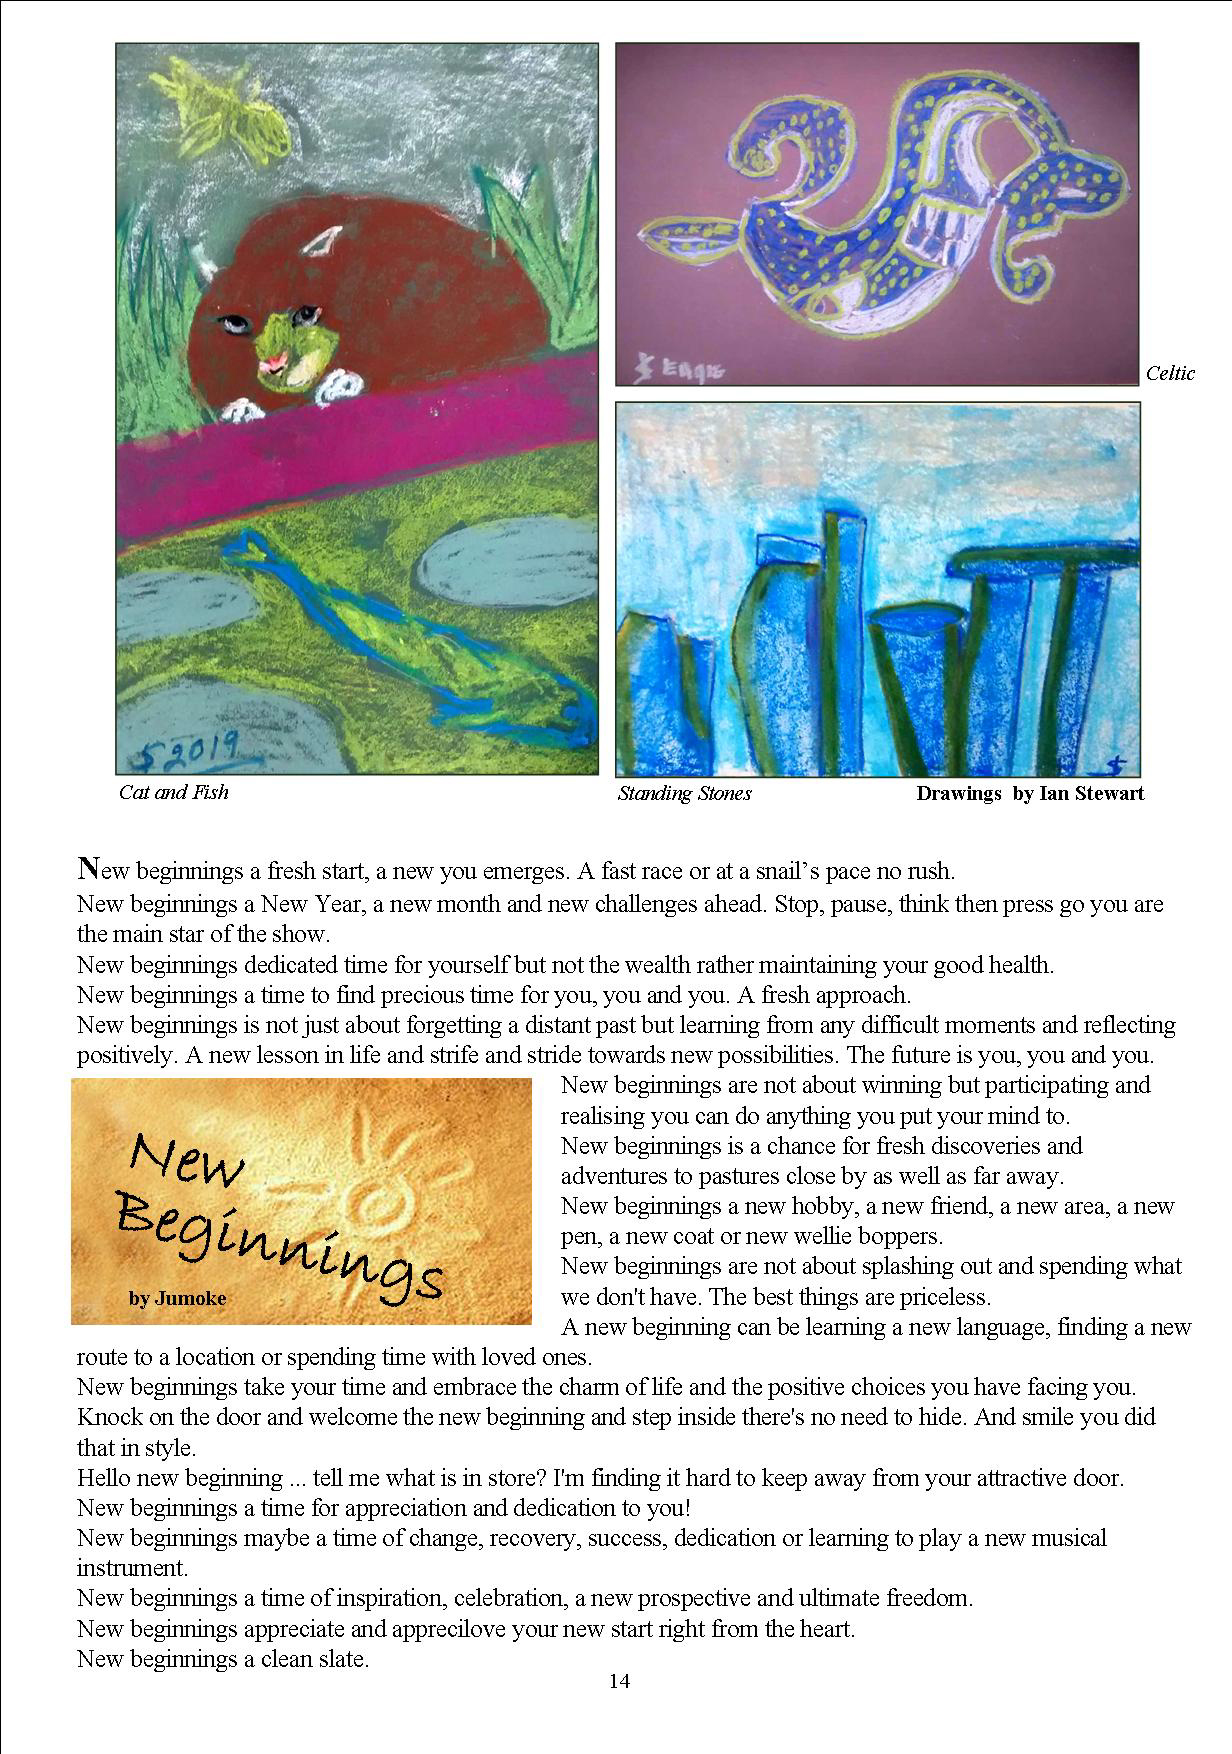 S Eagle
Celtic
S 2019
Cat and Fish
Standing Stones
Drawings by Ian Stewart
New beginnings a fresh start, a new you emerges. A fast race or at a snail’s pace no rush.
New beginnings a New Year, a new month and new challenges ahead. Stop, pause, think then press go you are
the main star of the show.
New beginnings dedicated time for yourself but not the wealth rather maintaining your good health.
New beginnings a time to find precious time for you, you and you. A fresh approach.
New beginnings is not just about forgetting a distant past but learning from any difficult moments and reflecting
positively. A new lesson in life and strife and stride towards new possibilities. The future is you, you and you.
New
Beginnings
by Jumoke
New beginnings are not about winning but participating and
realising you can do anything you put your mind to.
New beginnings is a chance for fresh discoveries and
adventures to pastures close by as well as far away.
New beginnings a new hobby, a new friend, a new area, a new
pen, a new coat or new wellie boppers.
New beginnings are not about splashing out and spending what
we don't have. The best things are priceless.
A new beginning can be learning a new language, finding a new
route to a location or spending time with loved ones.
New beginnings take your time and embrace the charm of life and the positive choices you have facing you.
Knock on the door and welcome the new beginning and step inside there's no need to hide. And smile you did
that in style.
Hello new beginning ... tell me what is in store? I'm finding it hard to keep away from your attractive door.
New beginnings a time for appreciation and dedication to you!
New beginnings maybe a time of change, recovery, success, dedication or learning to play a new musical
instrument.
New beginnings a time of inspiration, celebration, a new prospective and ultimate freedom.
New beginnings appreciate and apprecilove your new start right from the heart.
New beginnings a clean slate.
14